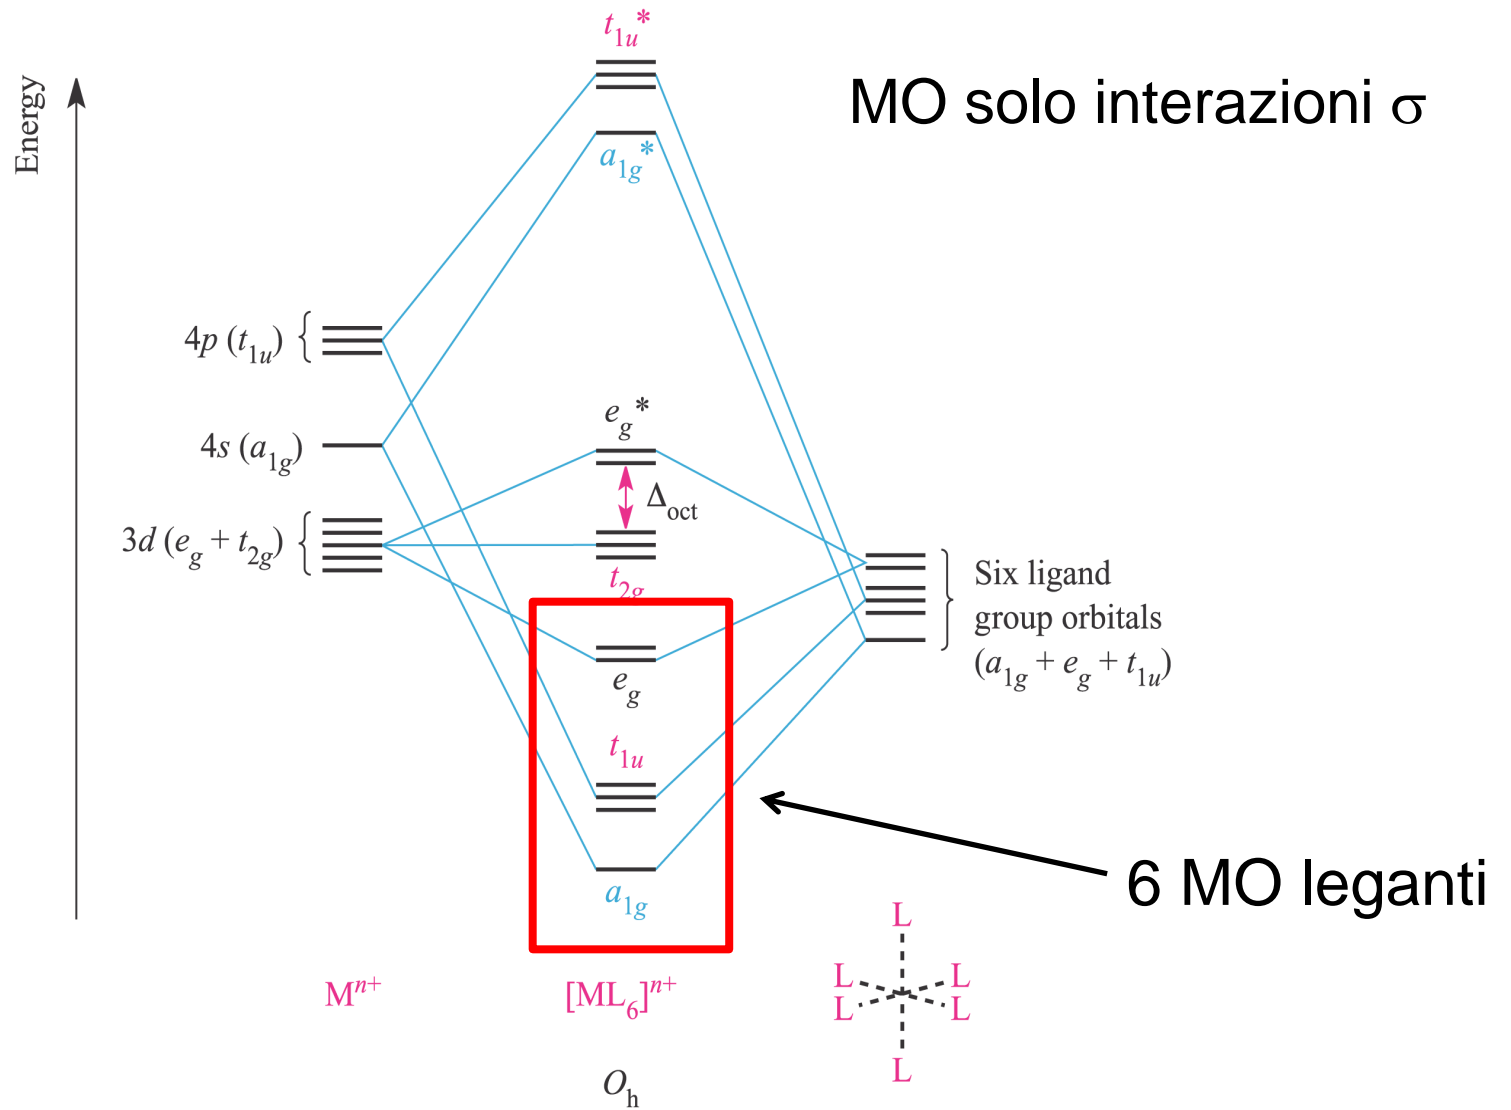 t1u*
MO solo interazioni σ
Energy
a1g*
4p (t1u)
eg*
4s (a1g)
Δoct
3d (eg + t2g)
t2g
Six ligand
group orbitals
(a1g + eg + t1u)
eg
t1u
6 MO leganti
a1g
L
L L
L L
L
Mn+
[ML6]n+
Oh